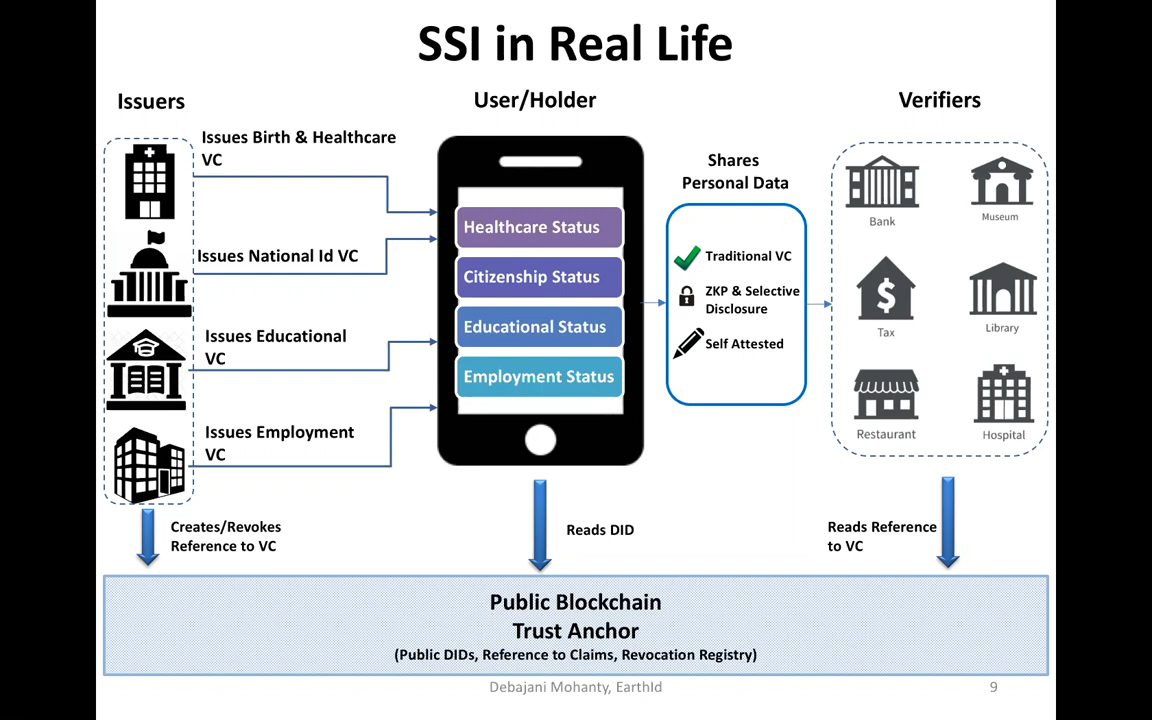 SSI in Real Life
Issuers
User/Holder
Verifiers
Issues Birth & Healthcare
VC
Issues National Id VC
Issues Educational
VC
Issues Employment
VC
Healthcare Status
Citizenship Status
Educational Status
Employment Status
Shares
Personal Data
Traditional VC
ZKP & Selective
Disclosure
Self Attested
Bank
Museum
$
Tax
Library
Restaurant
Hospital
Creates/Revokes
Reference to VC
Reads DID
Reads Reference
to VC
Public Blockchain
Trust Anchor
(Public DIDs, Reference to Claims, Revocation Registry)
Debajani Mohanty, EarthId
9